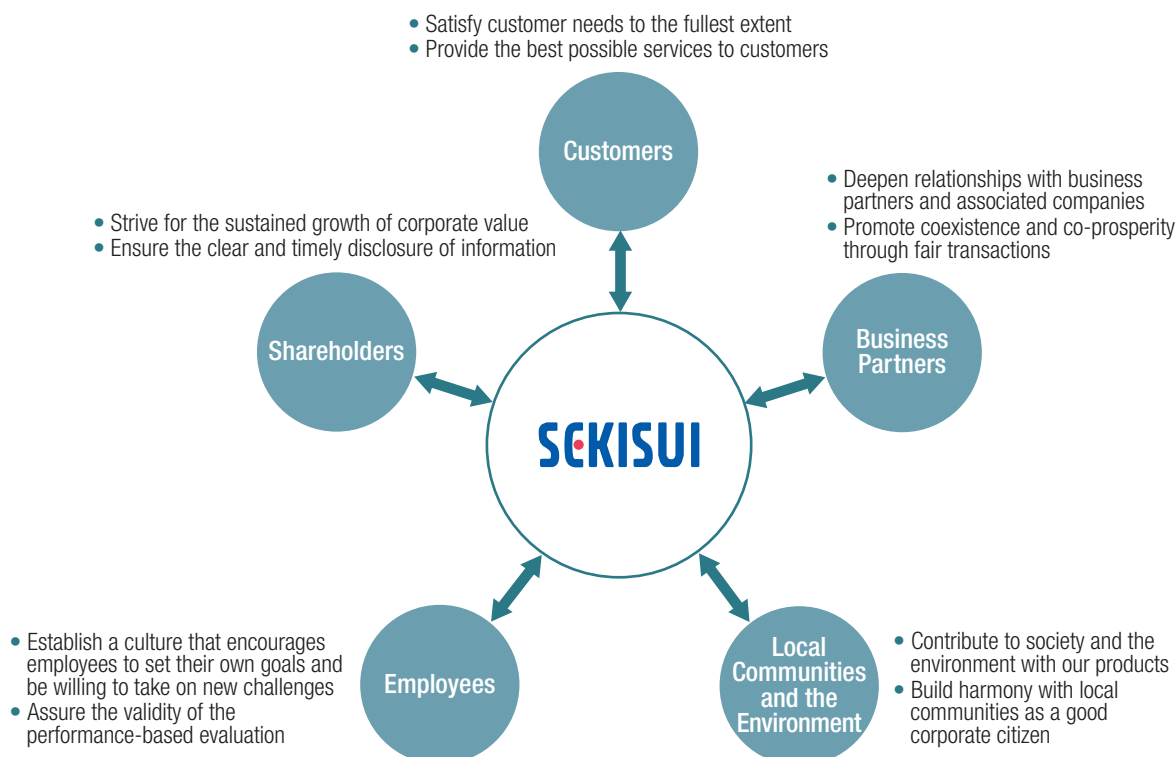 • Satisfy customer needs to the fullest extent
• Provide the best possible services to customers
Customers
• Deepen relationships with business
partners and associated companies
• Promote coexistence and co-prosperity
through fair transactions
• Strive for the sustained growth of corporate value
• Ensure the clear and timely disclosure of information
Shareholders
Business
Partners
SEKISUI
• Establish a culture that encourages
employees to set their own goals and
be willing to take on new challenges
• Assure the validity of the
performance-based evaluation
Employees
Local
Communities
and the
Environment
• Contribute to society and the
environment with our products
• Build harmony with local
communities as a good
corporate citizen